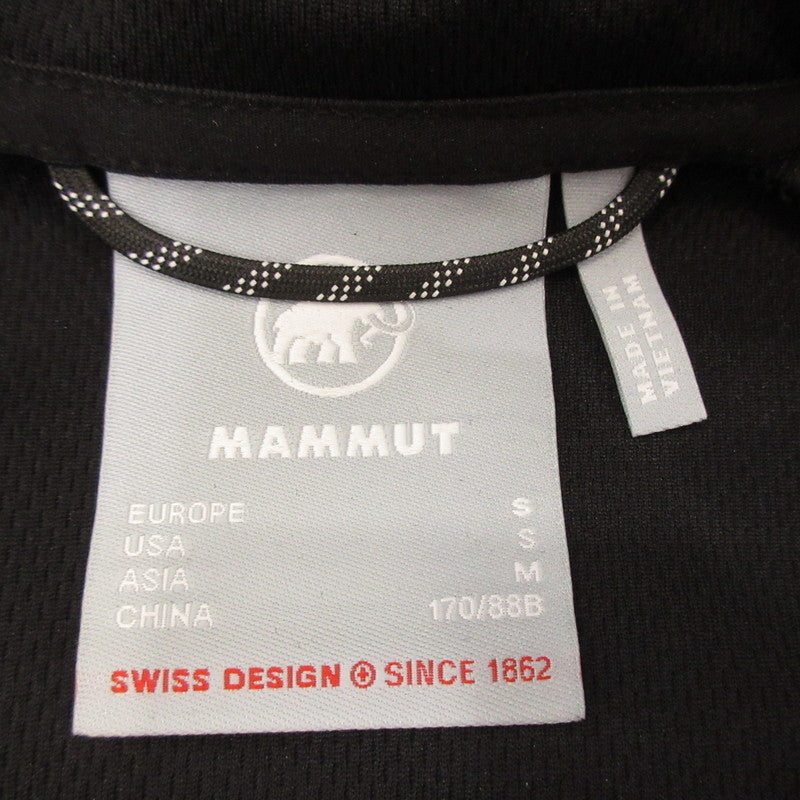 MAMMUT
EUROPE S
USA S
ASIA M
CHINA 170/88B
SWISS DESIGN SINCE 1862
MADE IN
VIETNAM